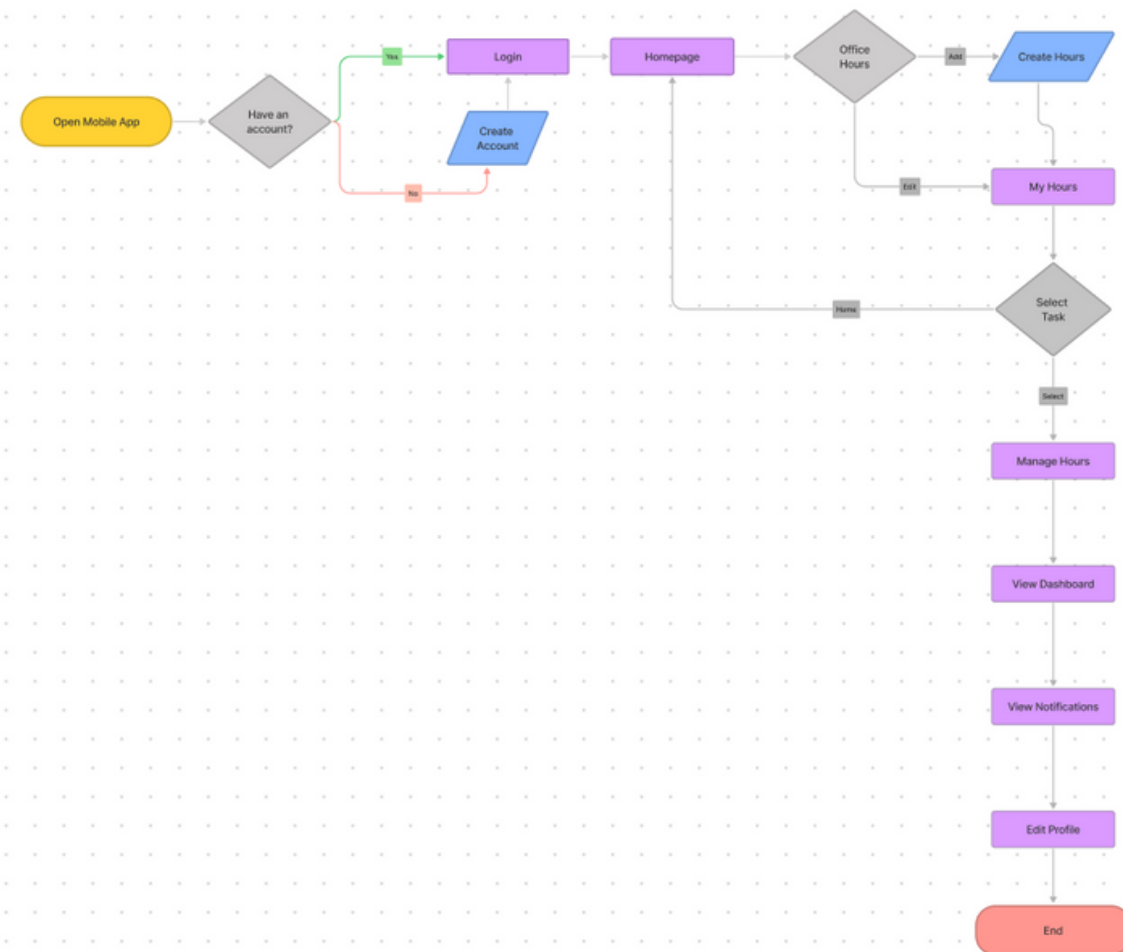 Open Mobile App
Have an
account?
Yes
No
Login
Create
Account
Homepage
Office
Hours
Add
Edit
Create Hours
My Hours
Select
Task
Home
Select
Manage Hours
View Dashboard
View Notifications
Edit Profile
End